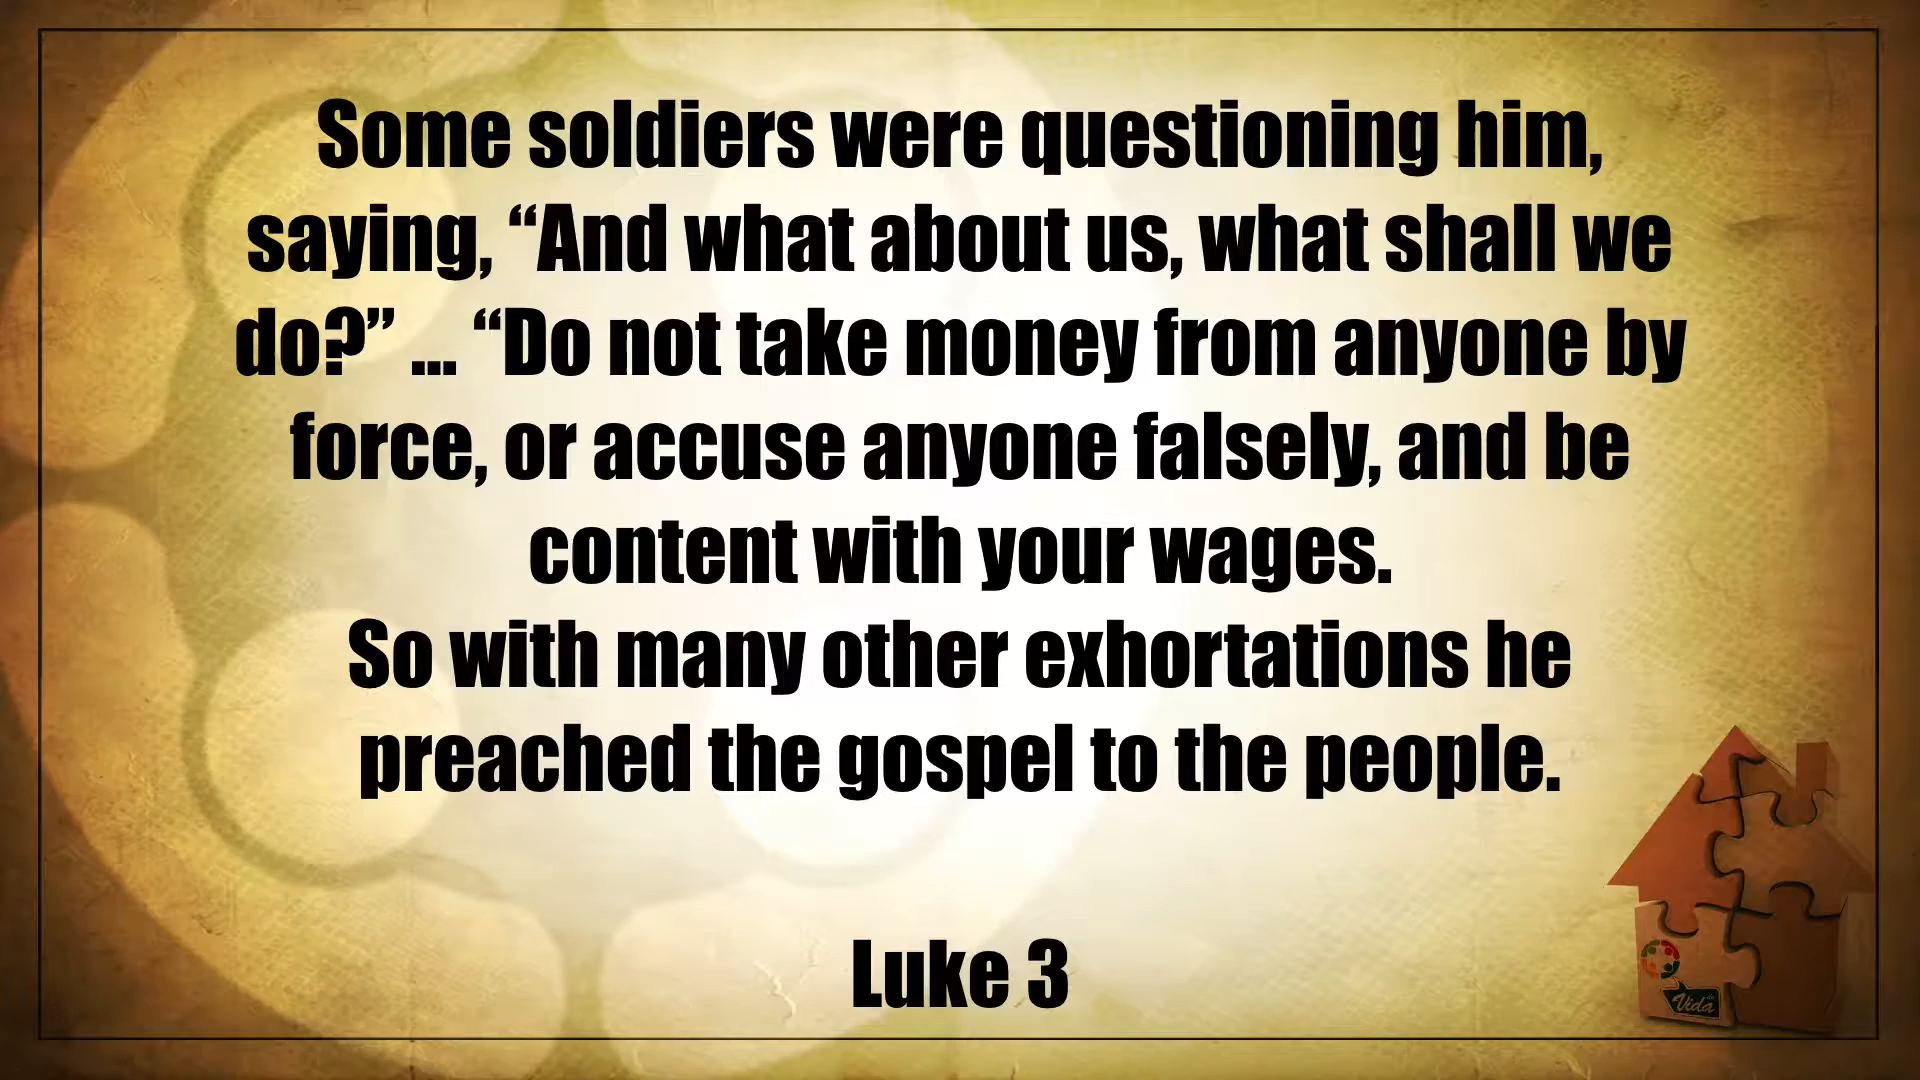 Some soldiers were questioning him,
saying, “And what about us, what shall we
do?” ... “Do not take money from anyone by
force, or accuse anyone falsely, and be
content with your wages.
So with many other exhortations he
preached the gospel to the people.
Luke 3
Vida